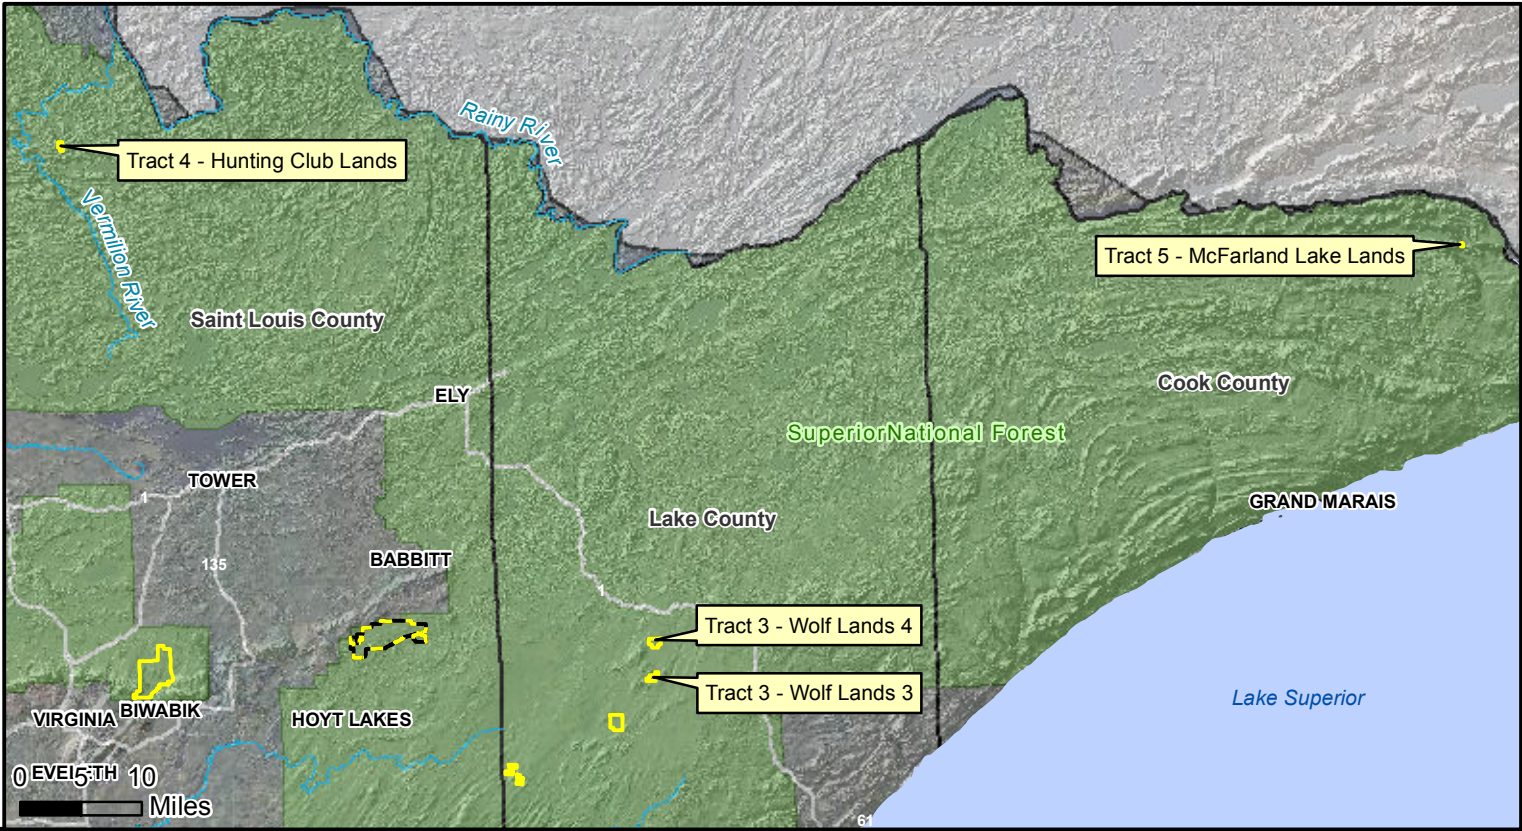 Rainy River
Tract 4 - Hunting Club Lands
Vermilion River
Tract 5 - McFarland Lake Lands
Saint Louis County
Cook County
ELY
SuperiorNational Forest
TOWER
1
GRAND MARAIS
Lake County
135
BABBITT
1
Tract 3 - Wolf Lands 4
Tract 3 - Wolf Lands 3
Lake Superior
VIRGINIA
BIWABIK
HOYT LAKES
EVELETH
0 5 10
Miles
61